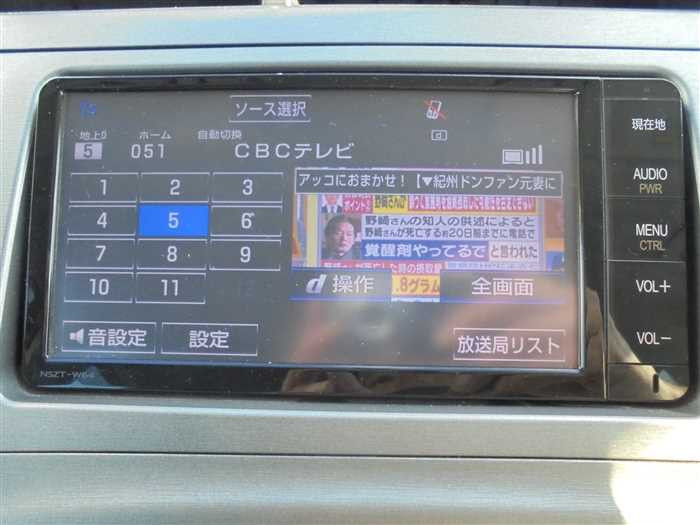 ソース選択
現在地
地上D ホーム 自動切換
5 051 CBCテレビ
AUDIO
PWR
アッコにおまかせ!【▼紀州ドンファン元妻に
1 2 3
野崎さんの知人の供述によると
4 5 6
野崎さんが死亡する約20日前までに電話で
MENU
CTRL
覚醒剤やってるで と言われた
7 8 9
d 操作 .8グラム 全画面
VOL+
10 11
音設定 設定 放送局リスト
VOL−
NSZT-W64